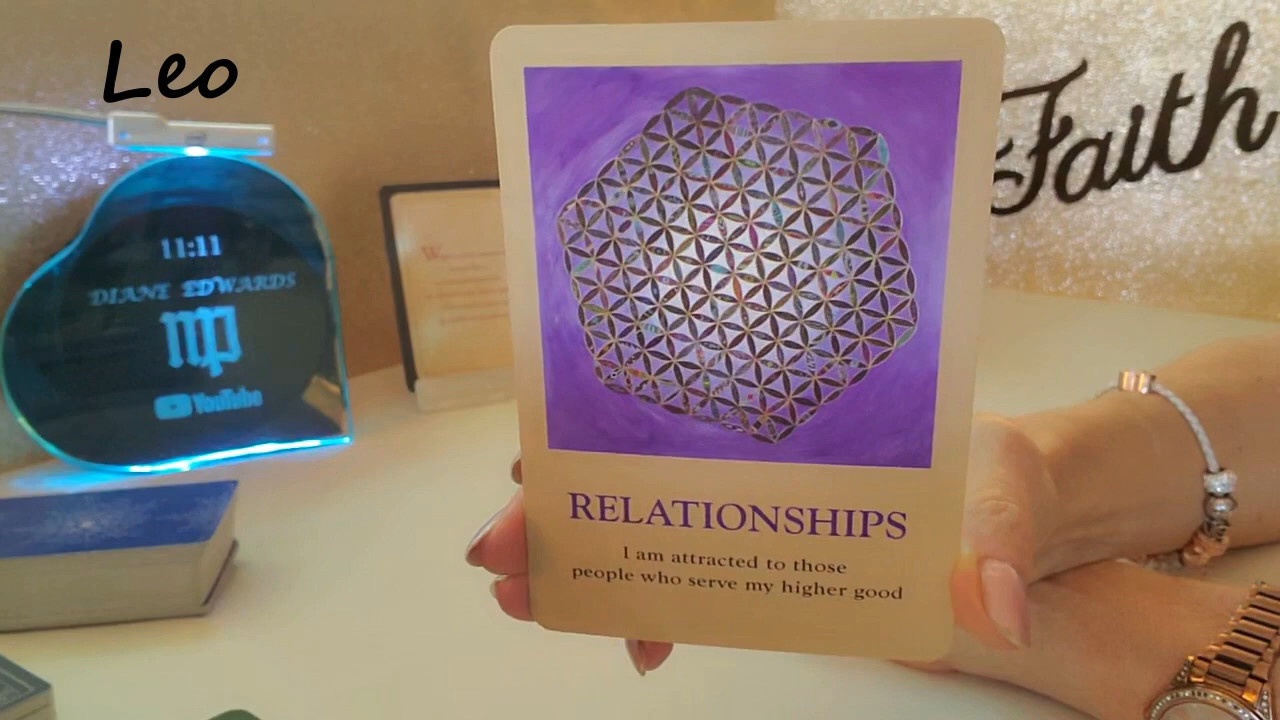 Leo
Faith
11:11
DIANE EDWARDS
YouTube
RELATIONSHIPS
I am attracted to those
people who serve my higher good